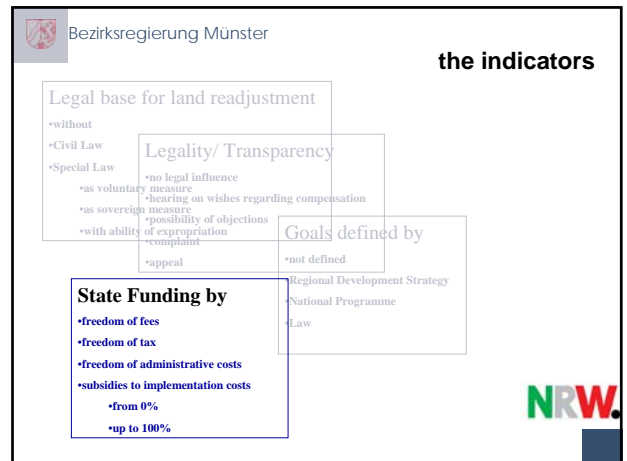 Bezirksregierung Münster
the indicators
Legal base for land readjustment
•without
•Civil Law
•Special Law
•as voluntary measure
•as sovereign measure
•with ability of expropriation
Legality/ Transparency
•no legal influence
•hearing on wishes regarding compensation
•possibility of objections
•complaint
•appeal
Goals defined by
•not defined
•Regional Development Strategy
•National Programme
•Law
State Funding by
•freedom of fees
•freedom of tax
•freedom of administrative costs
•subsidies to implementation costs
•from 0%
•up to 100%
NRW.